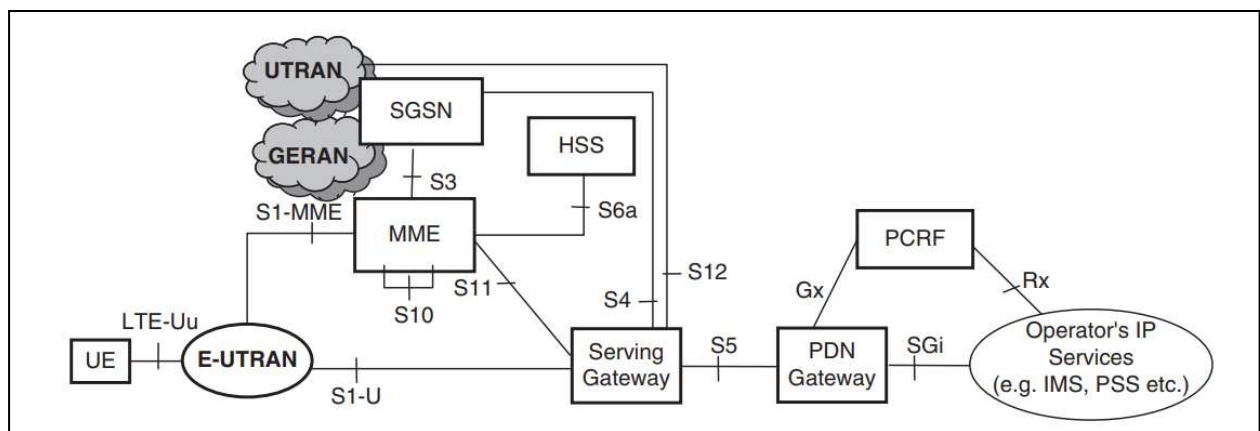 UTRAN
SGSN
GERAN
HSS
S3
S1-MME
S6a
MME
PCRF
S11
S12
S10
S4
Gx
Rx
LTE-Uu
UE
E-UTRAN
S1-U
Serving
Gateway
S5
PDN
Gateway
SGi
Operator's IP
Services
(e.g. IMS, PSS etc.)